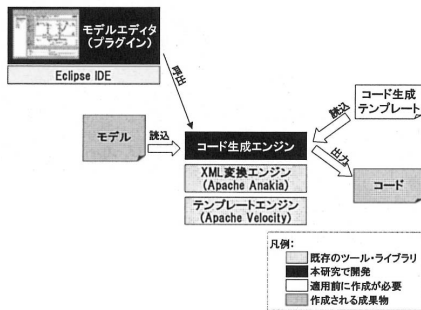 モデルエディタ
(プラグイン)
Eclipse IDE
呼出
コード生成
テンプレート
読込
モデル
読込
コード生成エンジン
出力
XML変換エンジン
(Apache Anakia)
コード
テンプレートエンジン
(Apache Velocity)
凡例:
既存のツール・ライブラリ
本研究で開発
適用前に作成が必要
作成される成果物